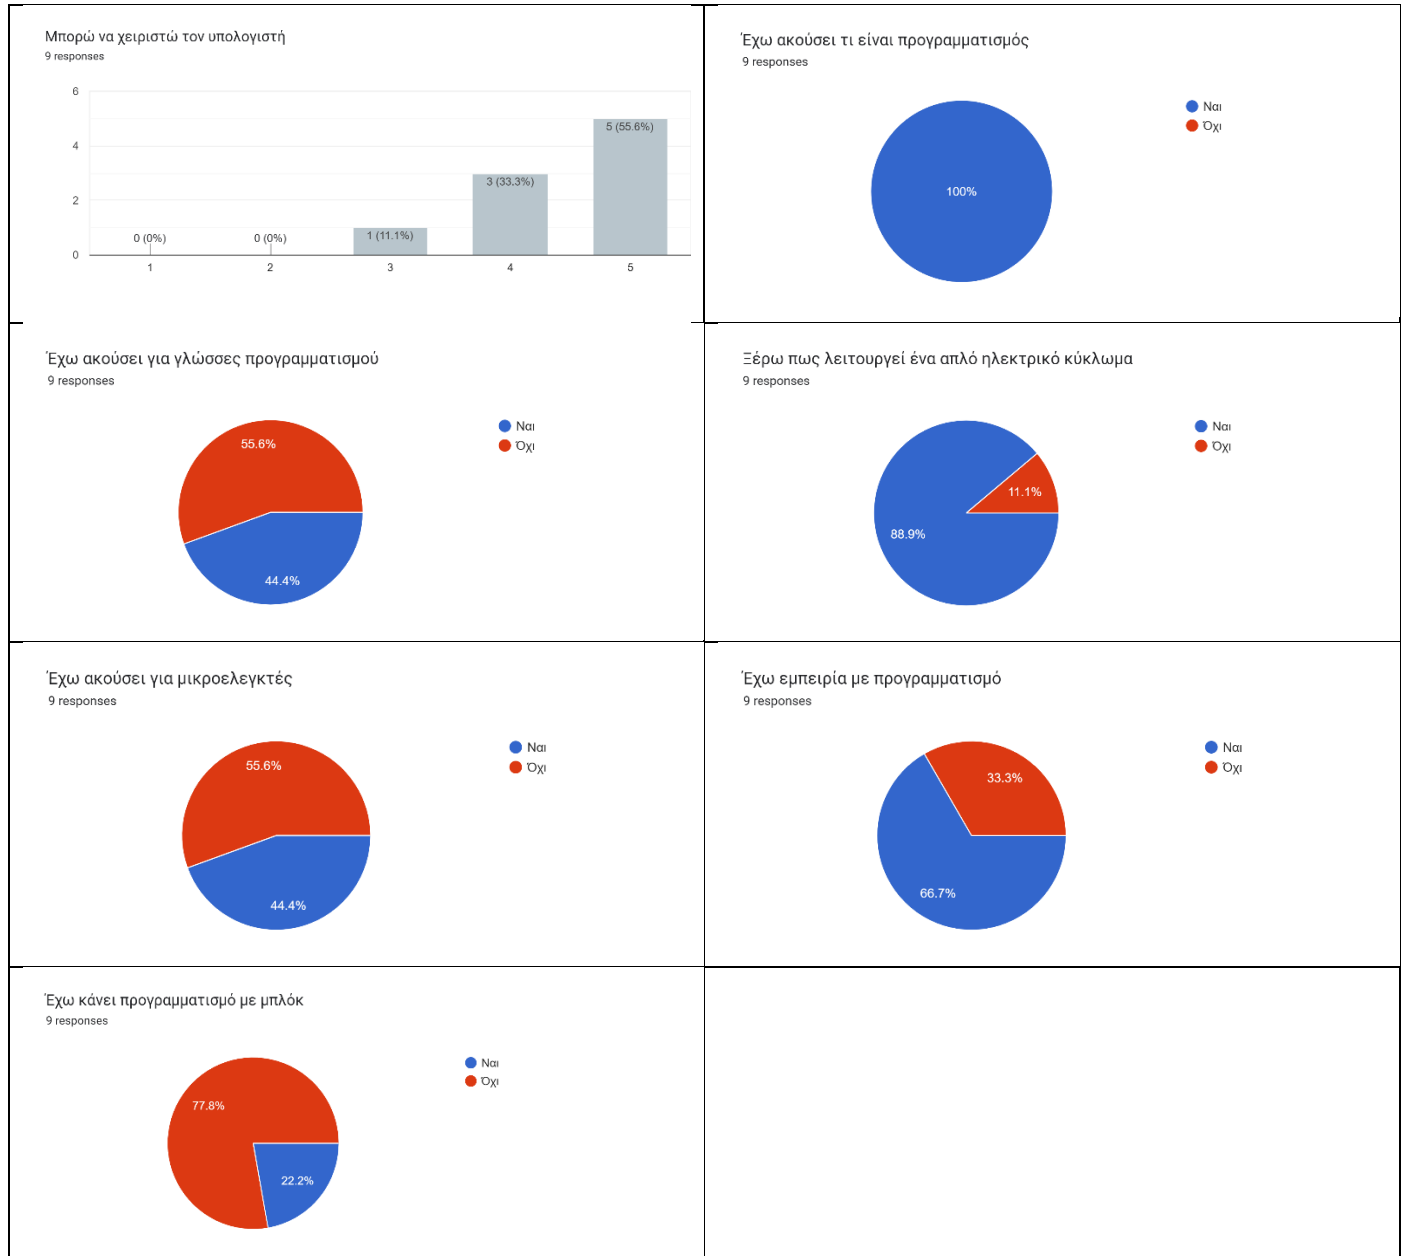 Μπορώ να χειριστώ τον υπολογιστή
9 responses
6
4
2
0
0 (0%)
0 (0%)
1 (11.1%)
3 (33.3%)
5 (55.6%)
1
2
3
4
5
Έχω ακούσει τι είναι προγραμματισμός
9 responses
100%
Ναι
Όχι
Έχω ακούσει για γλώσσες προγραμματισμού
9 responses
55.6%
44.4%
Ναι
Όχι
Ξέρω πως λειτουργεί ένα απλό ηλεκτρικό κύκλωμα
9 responses
11.1%
88.9%
Ναι
Όχι
Έχω ακούσει για μικροελεγκτές
9 responses
55.6%
44.4%
Ναι
Όχι
Έχω εμπειρία με προγραμματισμό
9 responses
33.3%
66.7%
Ναι
Όχι
Έχω κάνει προγραμματισμό με μπλόκ
9 responses
77.8%
22.2%
Ναι
Όχι